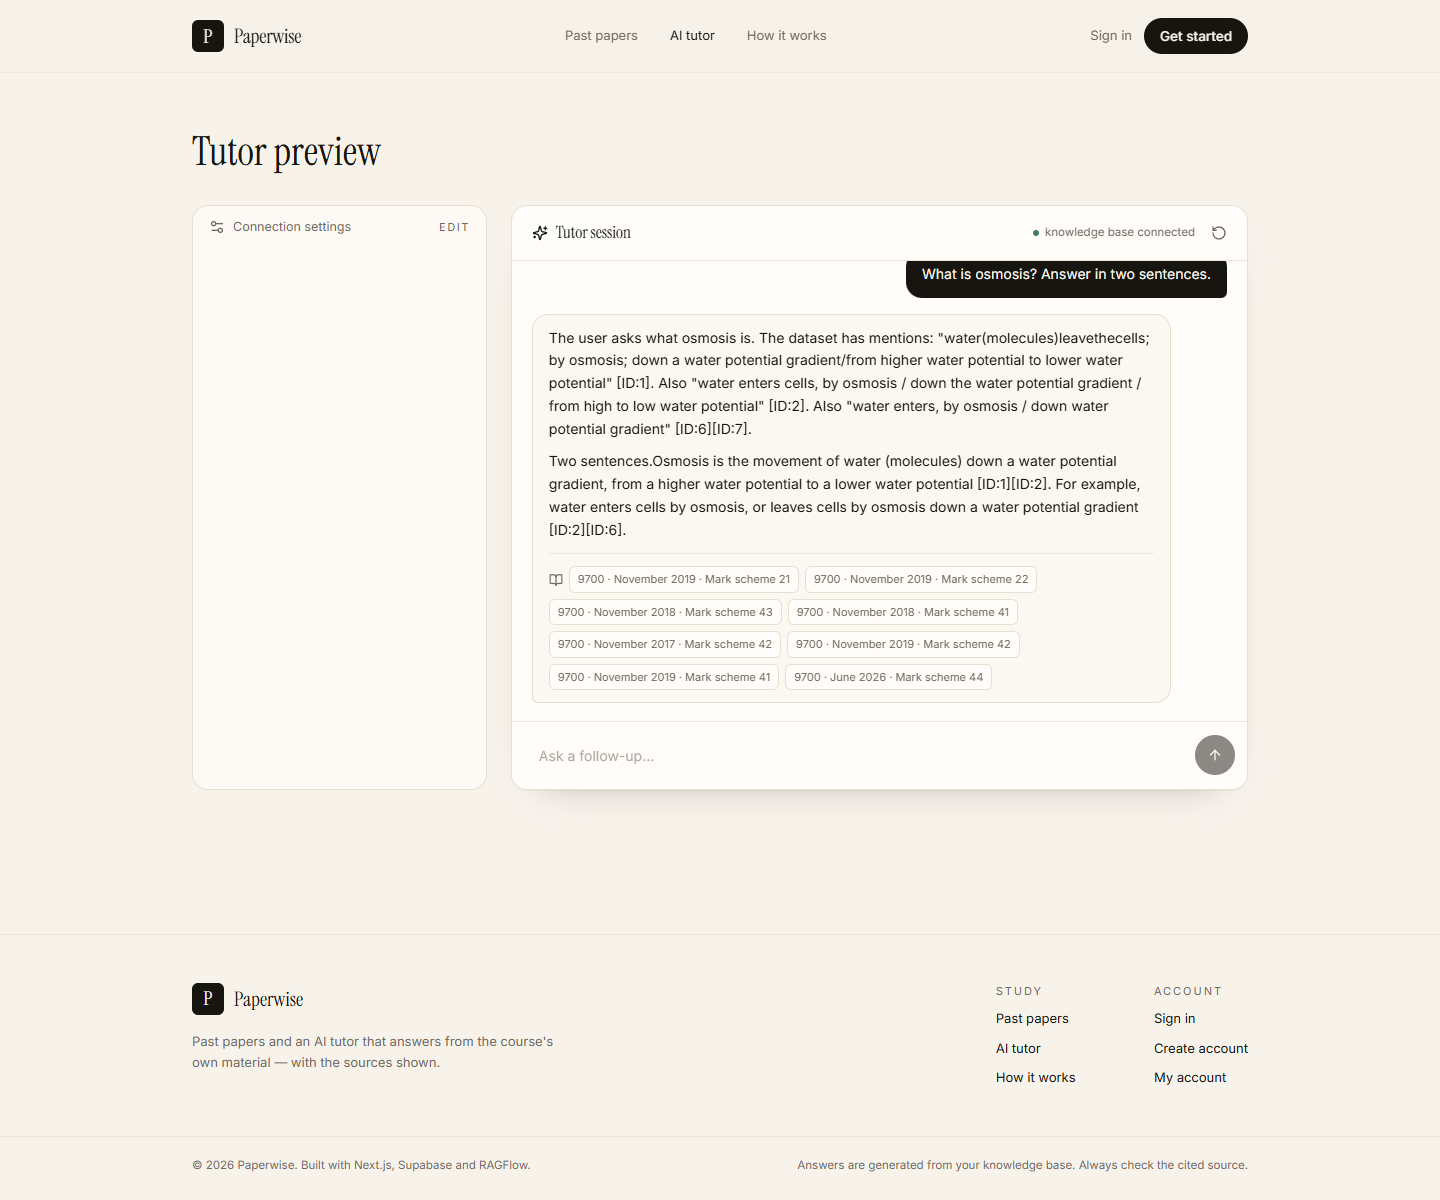 P Paperwise
Past papers
AI tutor
How it works
Sign in
Get started
Tutor preview
Connection settings
EDIT
Tutor session
knowledge base connected
What is osmosis? Answer in two sentences.
The user asks what osmosis is. The dataset has mentions: "water(molecules)leavethecells;
by osmosis; down a water potential gradient/from higher water potential to lower water
potential" [ID:1]. Also "water enters cells, by osmosis / down the water potential gradient /
from high to low water potential" [ID:2]. Also "water enters, by osmosis / down water
potential gradient" [ID:6][ID:7].
Two sentences.Osmosis is the movement of water (molecules) down a water potential
gradient, from a higher water potential to a lower water potential [ID:1][ID:2]. For example,
water enters cells by osmosis, or leaves cells by osmosis down a water potential gradient
[ID:2][ID:6].
9700 · November 2019 · Mark scheme 21
9700 · November 2019 · Mark scheme 22
9700 · November 2018 · Mark scheme 43
9700 · November 2018 · Mark scheme 41
9700 · November 2017 · Mark scheme 42
9700 · November 2019 · Mark scheme 42
9700 · November 2019 · Mark scheme 41
9700 · June 2026 · Mark scheme 44
Ask a follow-up...
P Paperwise
Past papers and an AI tutor that answers from the course's
own material — with the sources shown.
STUDY
Past papers
AI tutor
How it works
ACCOUNT
Sign in
Create account
My account
© 2026 Paperwise. Built with Next.js, Supabase and RAGFlow.
Answers are generated from your knowledge base. Always check the cited source.